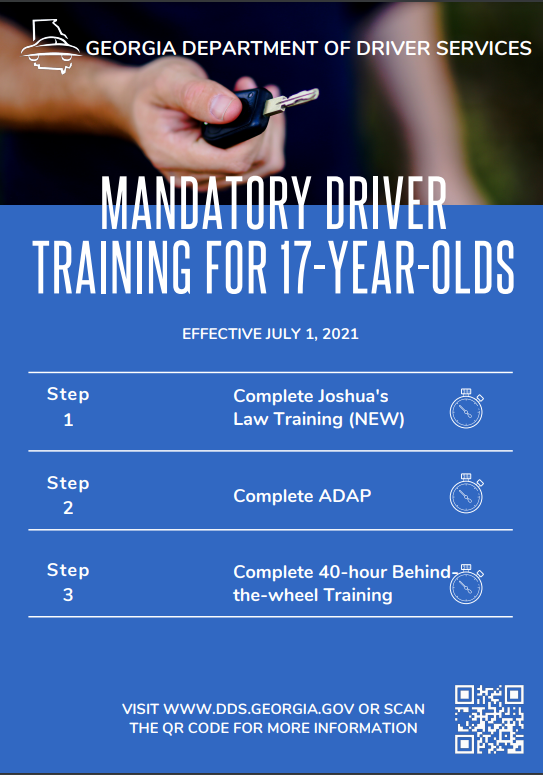 GEORGIA DEPARTMENT OF DRIVER SERVICES
MANDATORY DRIVER
TRAINING FOR 17-YEAR-OLDS
EFFECTIVE JULY 1, 2021
Step
1
Complete Joshua's
Law Training (NEW)
Step
2
Complete ADAP
Step
3
Complete 40-hour Behind-
the-wheel Training
VISIT WWW.DDS.GEORGIA.GOV OR SCAN
THE QR CODE FOR MORE INFORMATION